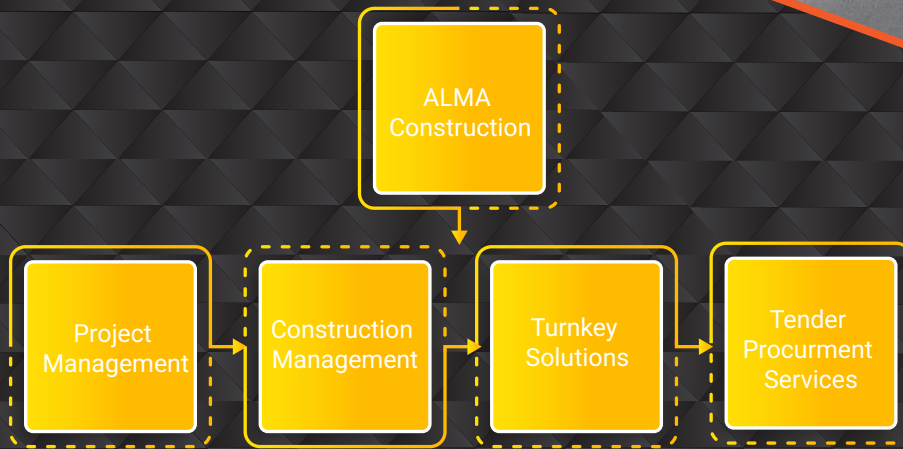 ALMA
Construction
Project
Management
Construction
Management
Turnkey
Solutions
Tender
Procurment
Services